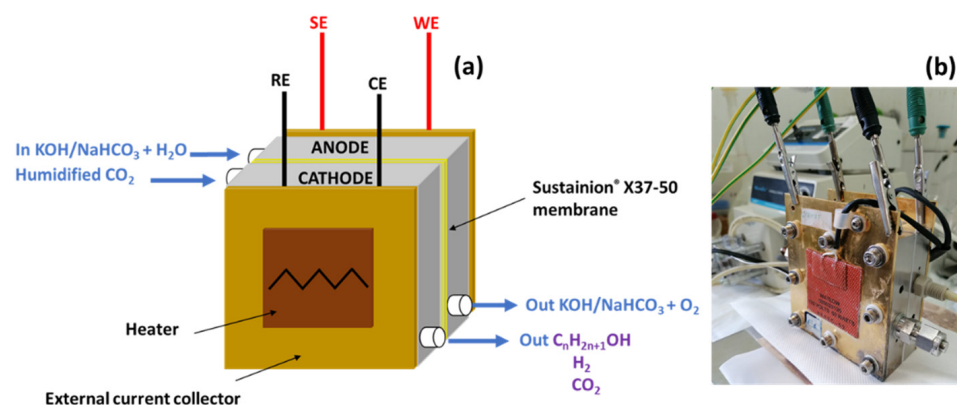 (a)
(b)
SE
WE
RE
CE
In KOH/NaHCO₃ + H₂O
Humidified CO₂
ANODE
CATHODE
Sustainion® X37-50
membrane
Heater
External current collector
Out KOH/NaHCO₃ + O₂
Out CₙH₂ₙ₊₁OH
H₂
CO₂